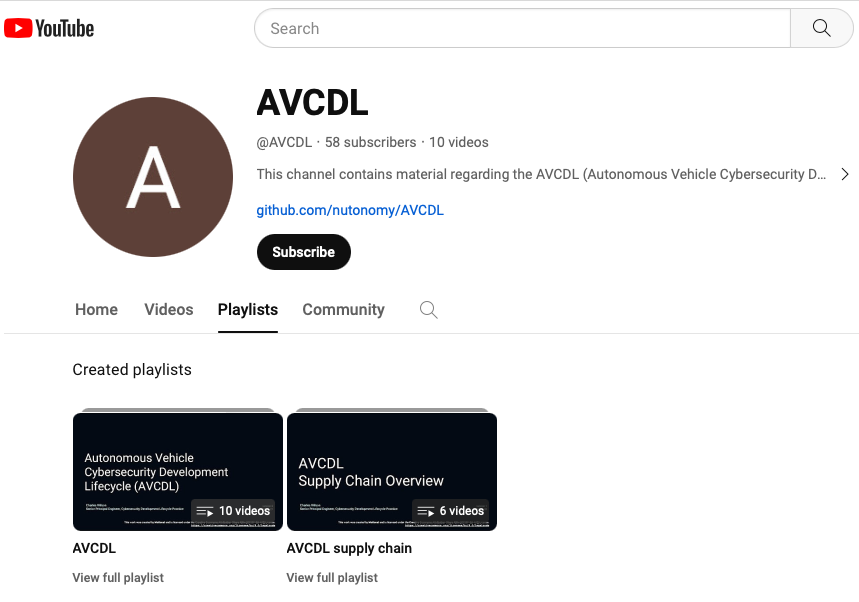 YouTube
Search
A
AVCDL
@AVCDL · 58 subscribers · 10 videos
This channel contains material regarding the AVCDL (Autonomous Vehicle Cybersecurity D...
github.com/nutonomy/AVCDL
Subscribe
Home Videos Playlists Community
Created playlists
Autonomous Vehicle
Cybersecurity Development
Lifecycle (AVCDL)
10 videos
AVCDL
Supply Chain Overview
6 videos
AVCDL
View full playlist
AVCDL supply chain
View full playlist